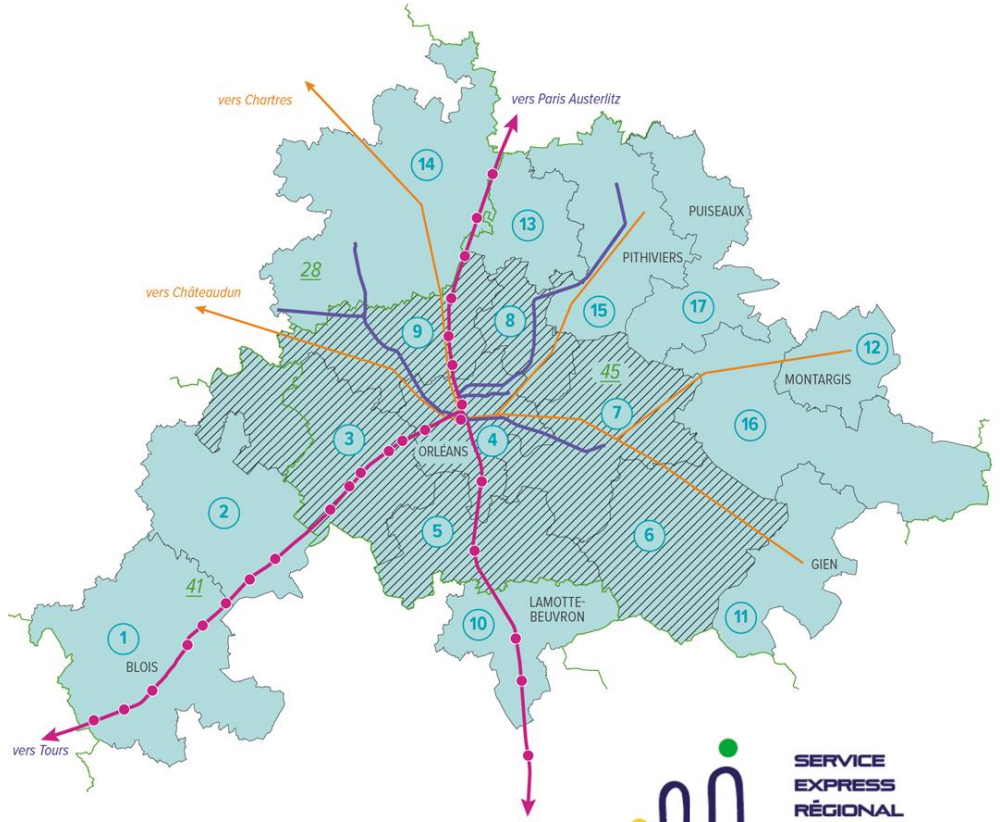 vers Chartres
vers Paris Austerlitz
14
13
PUISEAUX
28
PITHIVIERS
vers Châteaudun
9
8
15
17
45
12
MONTARGIS
7
3
4
16
ORLÉANS
2
5
6
GIEN
41
LAMOTTE-
BEUVRON
10
11
1
BLOIS
vers Tours
SERVICE
EXPRESS
RÉGIONAL